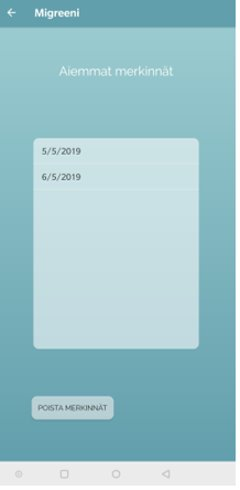 Migreeni
Aiemmat merkinnät
5/5/2019
6/5/2019
POISTA MERKINNÄT